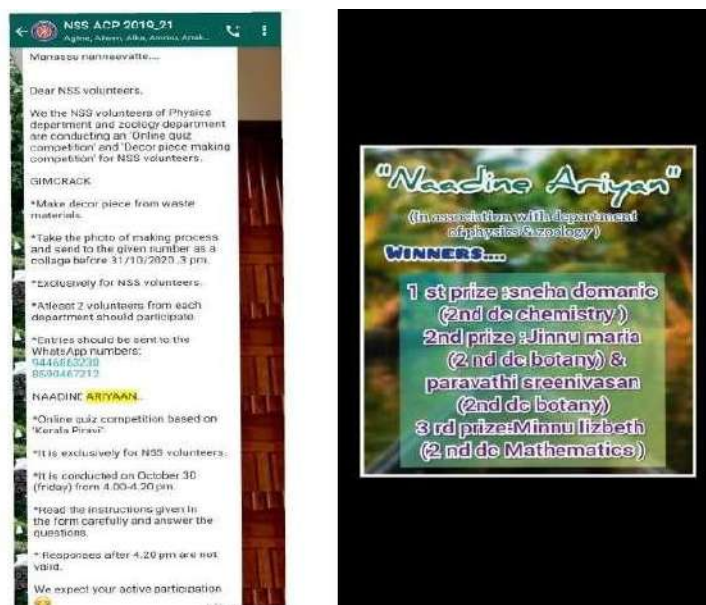 NSS ACP 2019_21
Agine, Aileen, Alka, Amrini, Anak...
Manassu nannaevatte....
Dear NSS volunteers,
We the NSS volunteers of Physics
department and zoology department
are conducting an 'Online quiz
competition' and 'Decor piece making
competition' for NSS volunteers.
GIMCRACK
*Make decor piece from waste
materials.
*Take the photo of making process
and send to the given number as a
collage before 31/10/2020 ,3 pm.
*Exclusively for NSS volunteers.
*Atleast 2 volunteers from each
department should participate.
*Entries should be sent to the
WhatsApp numbers:
NAADINE ARIYAAN..
*Online quiz competition based on
'Kerala Piravi'.
*It is exclusively for NSS volunteers.
*It is conducted on October 30
(friday) from 4.00-4.20 pm.
*Read the instructions given in
the form carefully and answer the
questions.
* Responses after 4.20 pm are not
valid.
We expect your active participation
"Naadine Ariyan"
(In association with department
of physics & zoology )
WINNERS....
1 st prize :sneha domanic
(2nd dc chemistry )
2nd prize :Jinnu maria
(2 nd dc botany) &
paravathi sreenivasan
(2nd dc botany)
3 rd prize:Minnu lizbeth
(2 nd dc Mathematics )